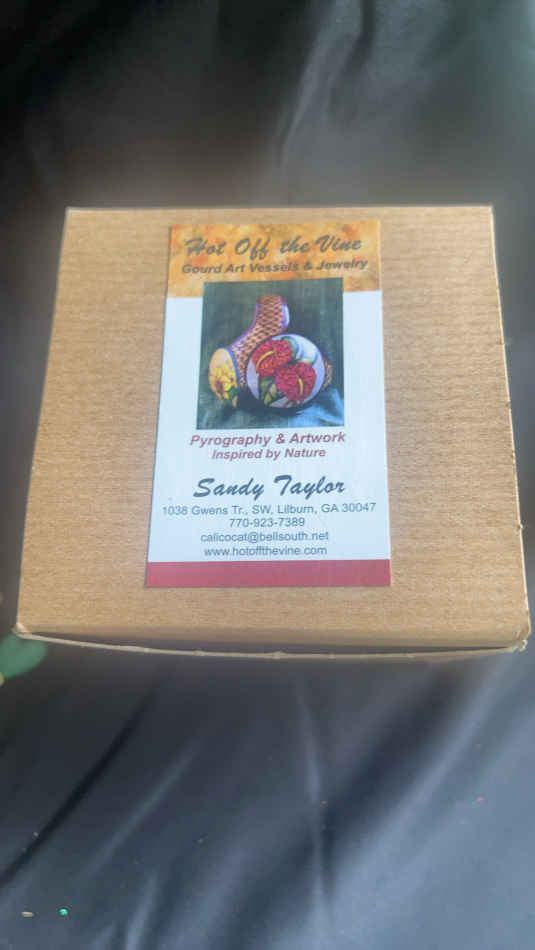 Hot Off the Vine
Gourd Art Vessels & Jewelry
Pyrography & Artwork
Inspired by Nature
Sandy Taylor
1038 Gwens Tr., SW, Lilburn, GA 30047
770-923-7389
calicocat@bellsouth.net
www.hotoffthevine.com